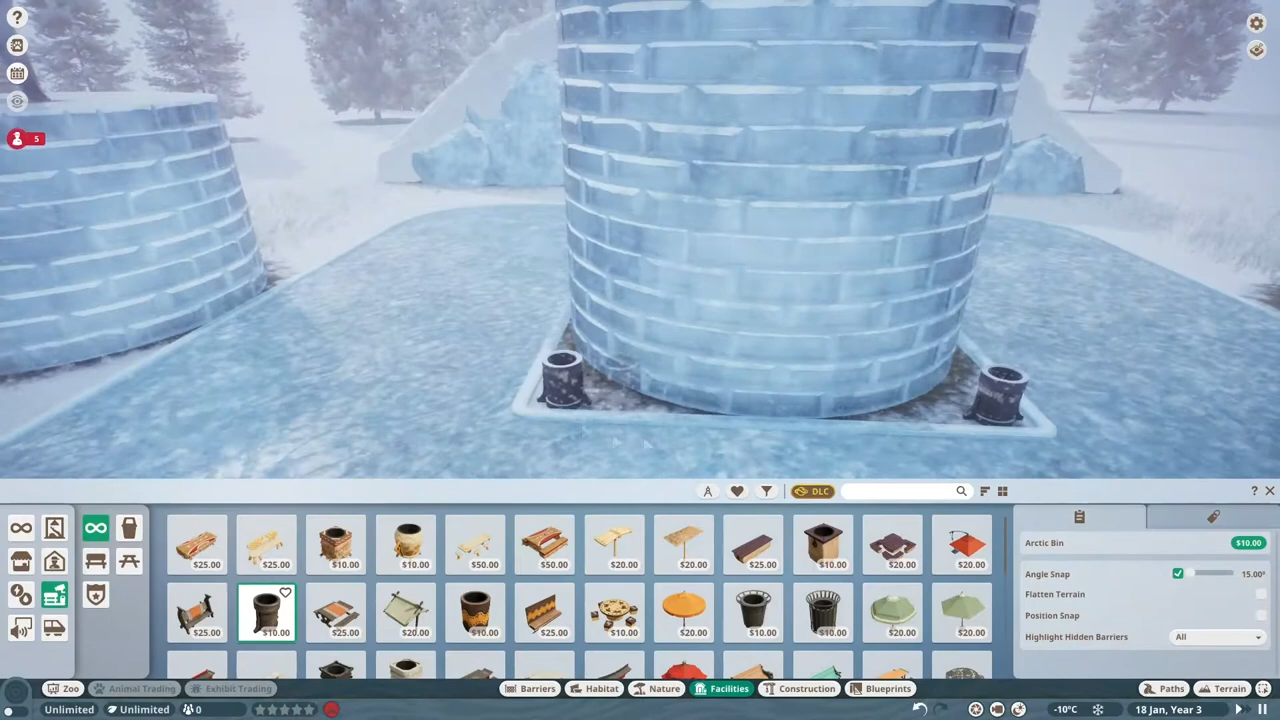 ?
5
DLC
? ×
$25.00 $25.00 $10.00 $10.00 $50.00 $50.00 $20.00 $20.00 $25.00 $10.00 $20.00 $20.00
$25.00 $10.00 $25.00 $20.00 $10.00 $25.00 $10.00 $20.00 $10.00 $10.00 $20.00 $20.00
Arctic Bin $10.00
Angle Snap 15.00°
Flatten Terrain
Position Snap
Highlight Hidden Barriers All
Zoo Animal Trading Exhibit Trading Barriers Habitat Nature Facilities Construction Blueprints Paths Terrain
Unlimited Unlimited 0 -10°C 18 Jan, Year 3